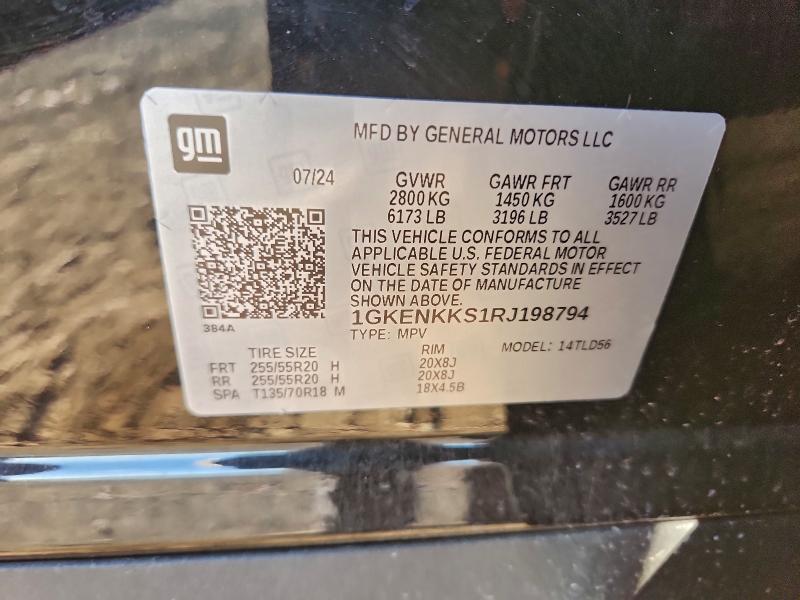 gm
MFD BY GENERAL MOTORS LLC
07/24 GVWR GAWR FRT GAWR RR
2800 KG 1450 KG 1600 KG
6173 LB 3196 LB 3527 LB
THIS VEHICLE CONFORMS TO ALL
APPLICABLE U.S. FEDERAL MOTOR
VEHICLE SAFETY STANDARDS IN EFFECT
ON THE DATE OF MANUFACTURE
SHOWN ABOVE.
384A
1GKENKKS1RJ198794
TYPE: MPV MODEL: 14TLD56
TIRE SIZE RIM
FRT 255/55R20 H 20X8J
RR 255/55R20 H 20X8J
SPA T135/70R18 M 18X4.5B